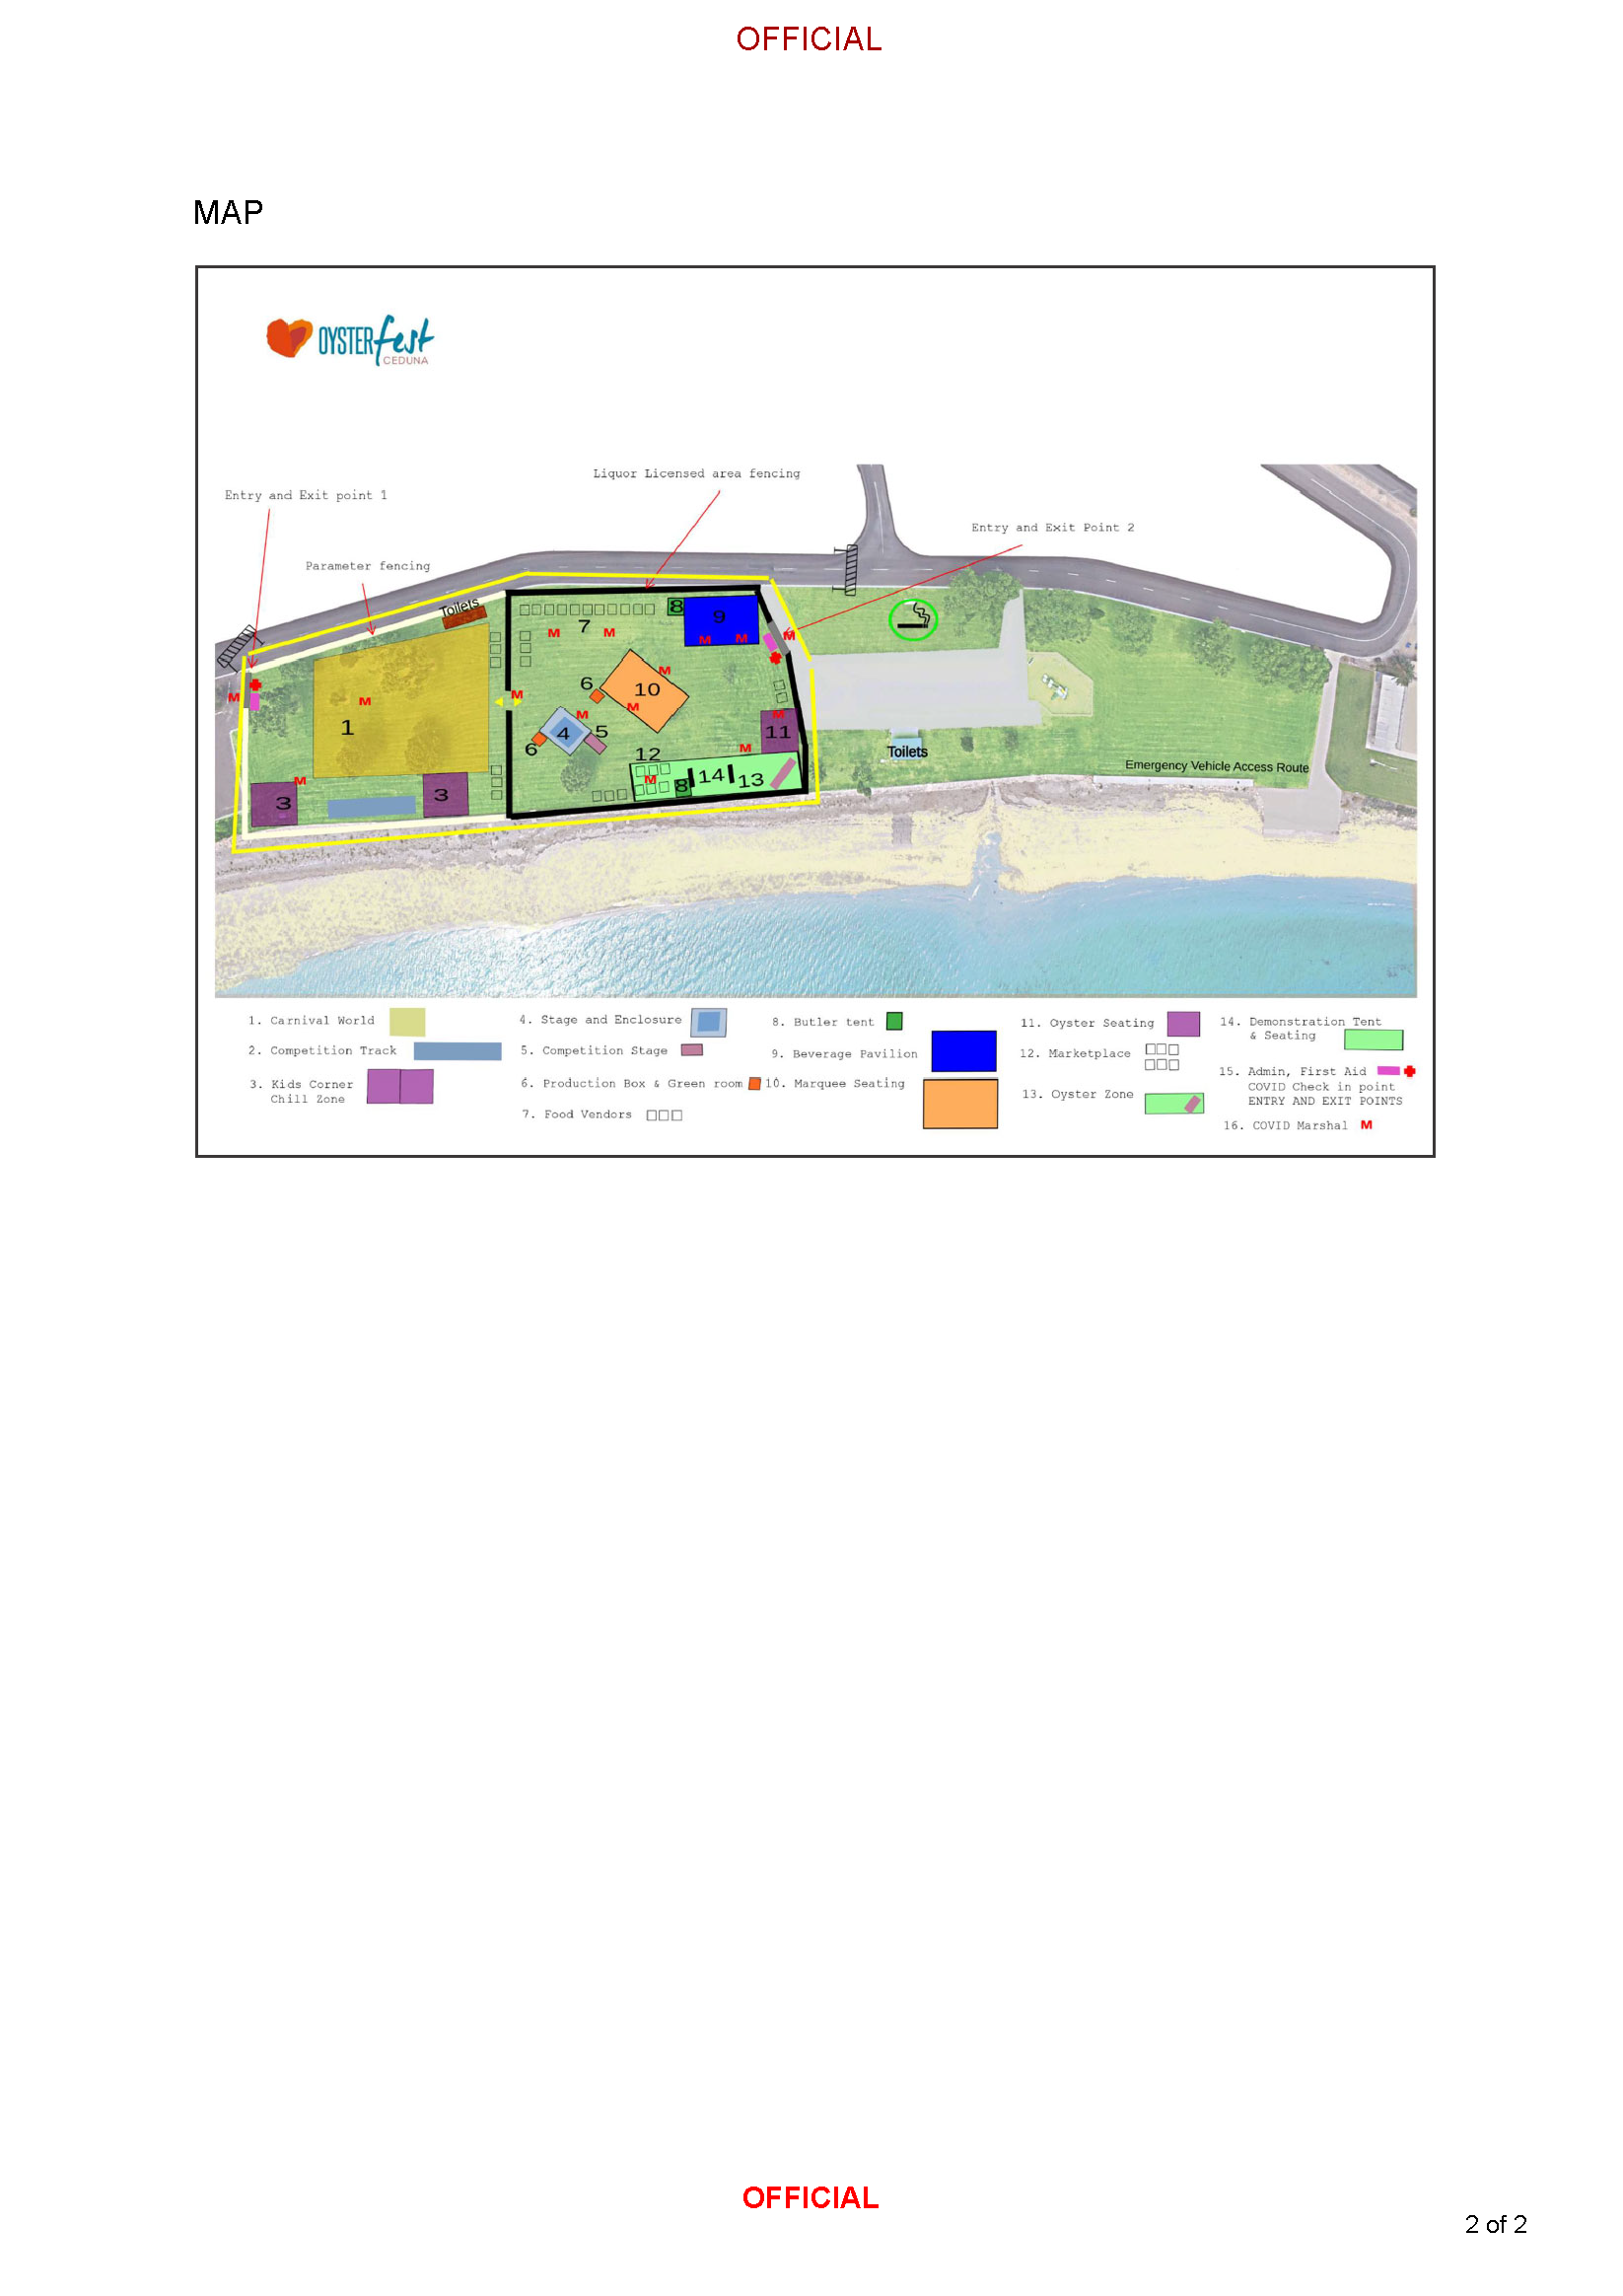 OFFICIAL
MAP
OYSTERfest
CEDUNA
Liquor Licensed area fencing
Entry and Exit point 1
Entry and Exit Point 2
Parameter fencing
Toilets
8
9
7
M M
M M
M
M
6
10
M
M
M
M
M
M
1
4
5
6
11
M
M
12
Toilets
Emergency Vehicle Access Route
M
3
3
M
8
14
13
1. Carnival World
2. Competition Track
3. Kids Corner
Chill Zone
4. Stage and Enclosure
5. Competition Stage
6. Production Box & Green room
7. Food Vendors
8. Butler tent
9. Beverage Pavilion
10. Marquee Seating
11. Oyster Seating
12. Marketplace
13. Oyster Zone
14. Demonstration Tent
& Seating
15. Admin, First Aid
COVID Check in point
ENTRY AND EXIT POINTS
16. COVID Marshal M
OFFICIAL
2 of 2